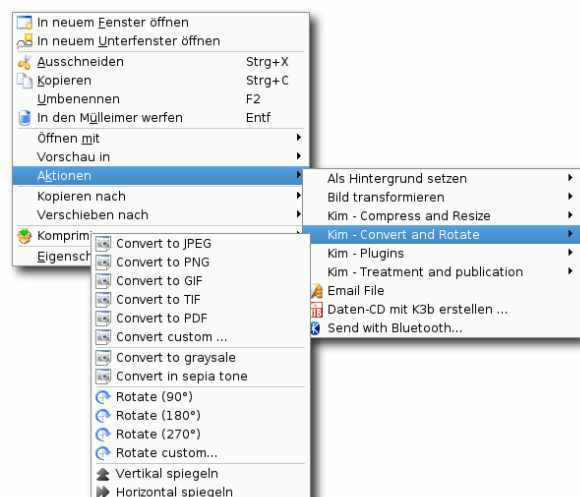 In neuem Fenster öffnen
In neuem Unterfenster öffnen
Ausschneiden Strg+X
Kopieren Strg+C
Umbenennen F2
In den Mülleimer werfen Entf
Öffnen mit
Vorschau in
Aktionen
Kopieren nach
Verschieben nach
Komprimi
Eigensch
Als Hintergrund setzen
Bild transformieren
Kim - Compress and Resize
Kim - Convert and Rotate
Kim - Plugins
Kim - Treatment and publication
Email File
Daten-CD mit K3b erstellen ...
Send with Bluetooth...
Convert to JPEG
Convert to PNG
Convert to GIF
Convert to TIF
Convert to PDF
Convert custom ...
Convert to graysale
Convert in sepia tone
Rotate (90°)
Rotate (180°)
Rotate (270°)
Rotate custom...
Vertikal spiegeln
Horizontal spiegeln